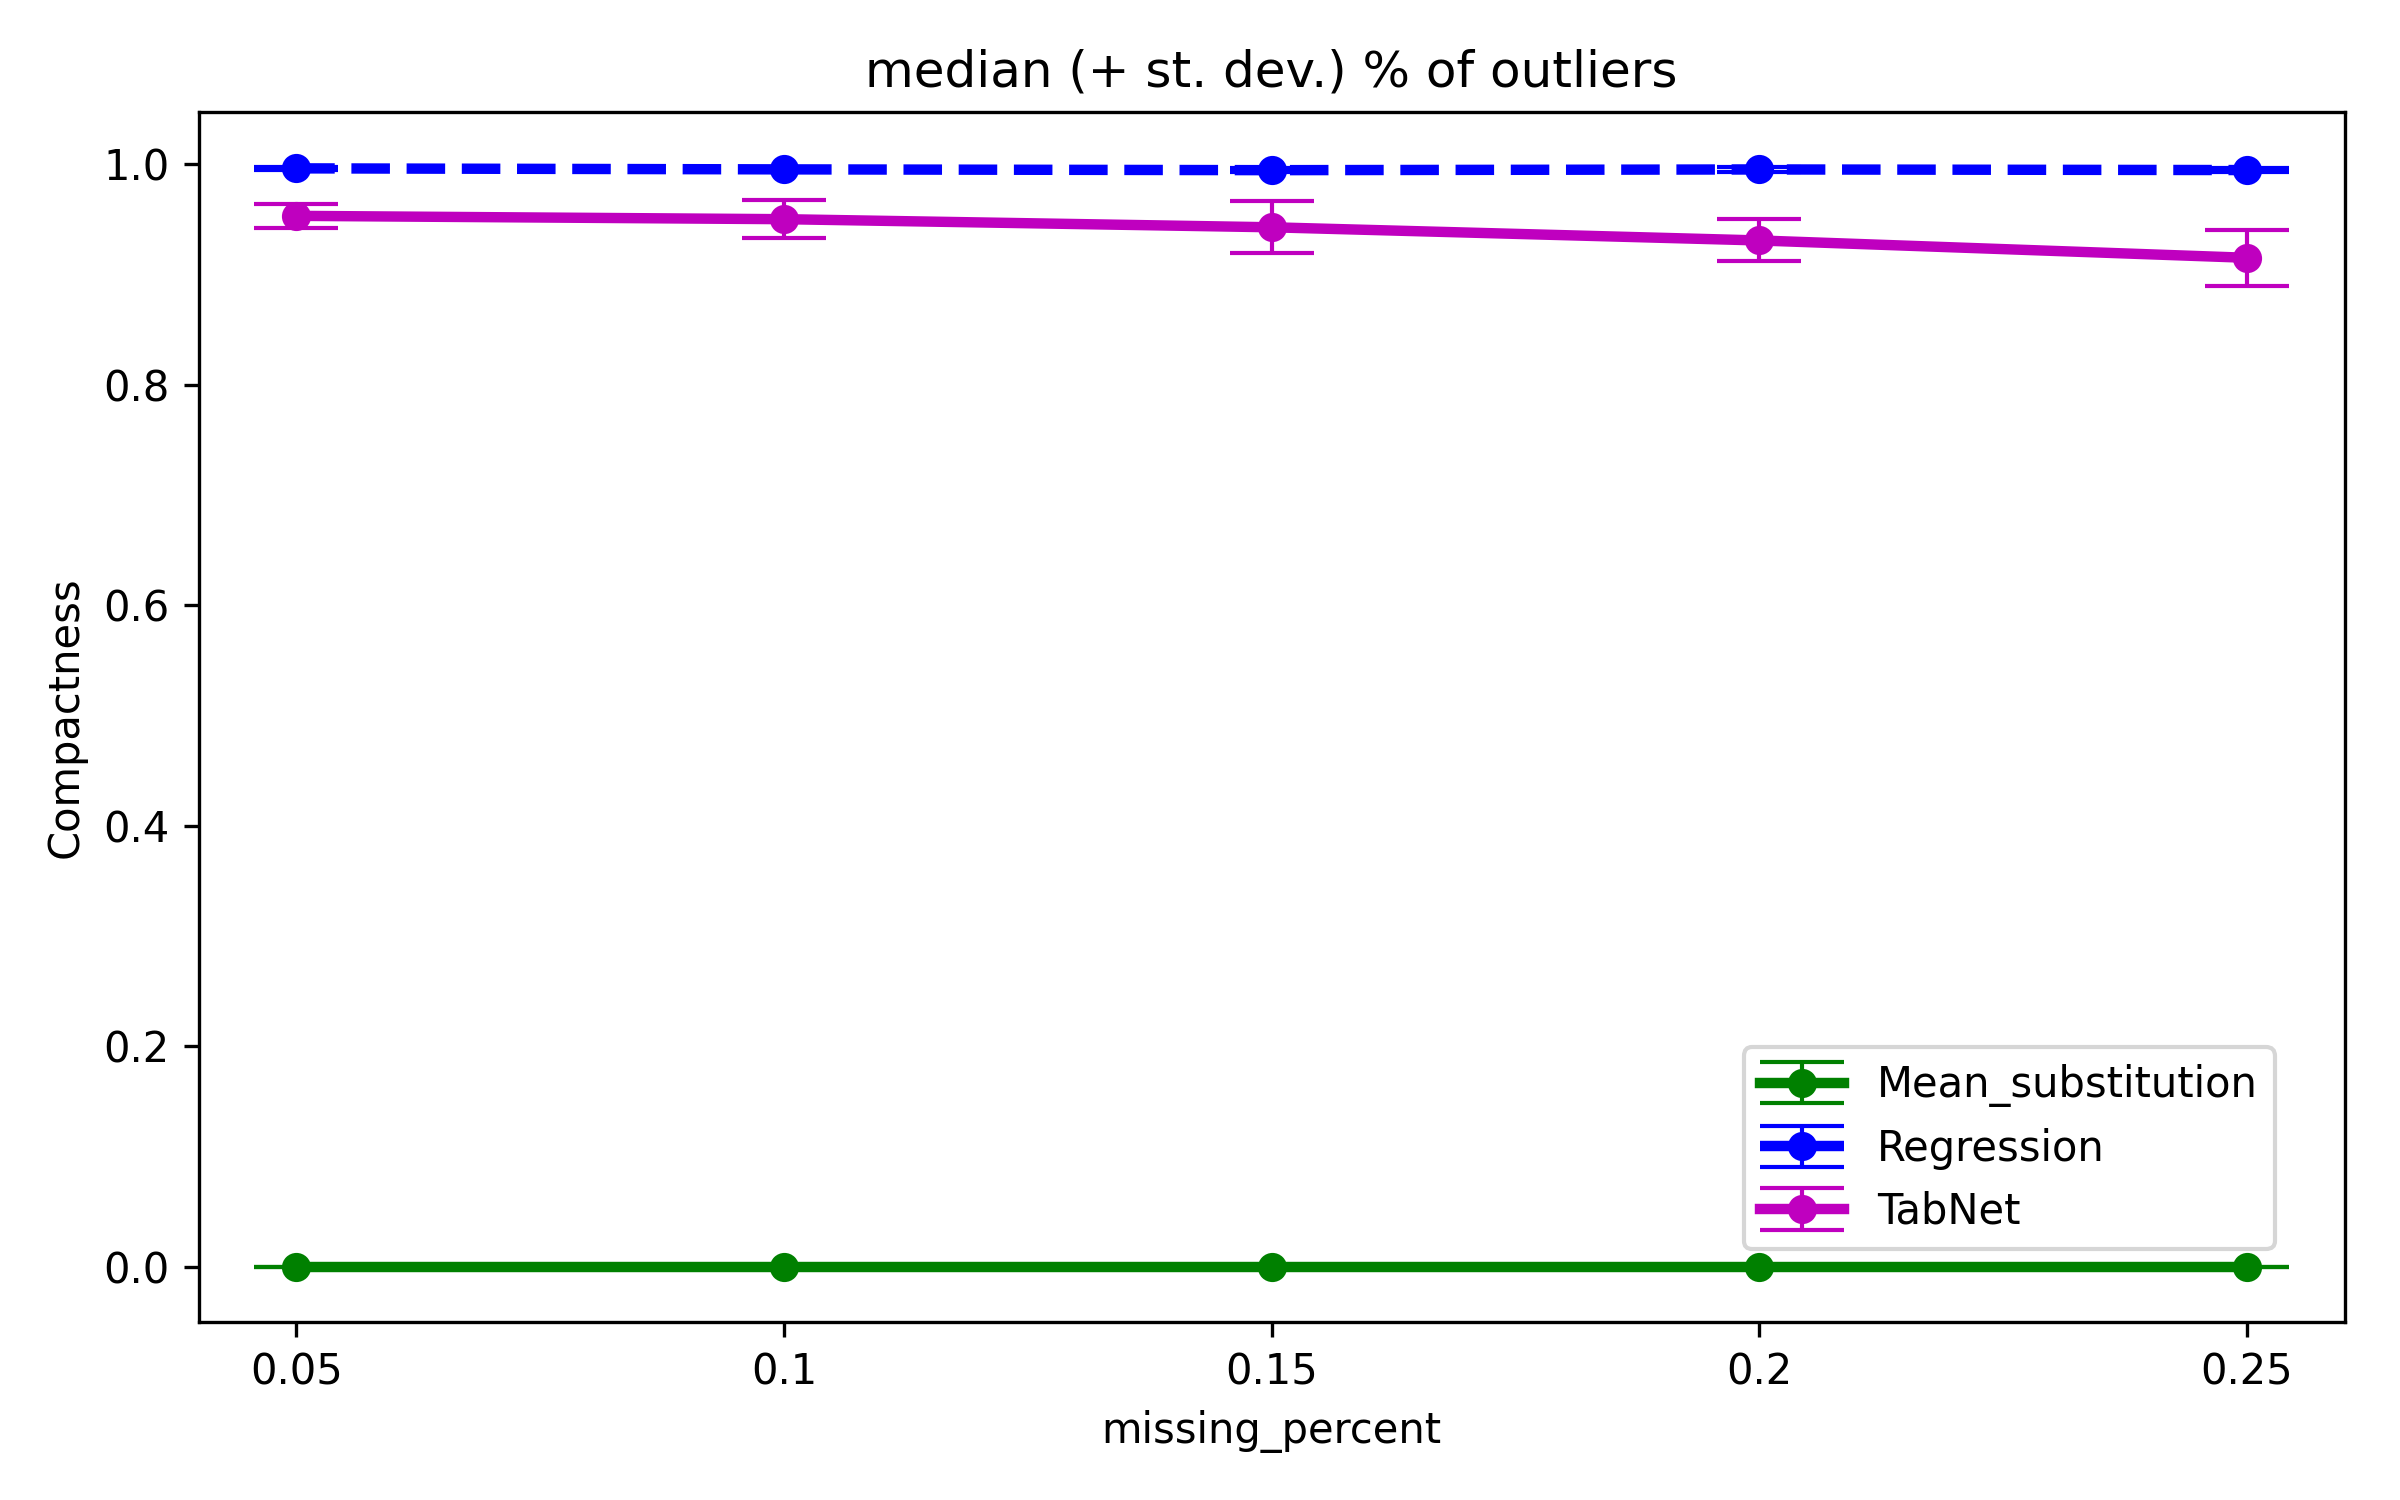 median (+ st. dev.) % of outliers
1.0
0.8
0.6
0.4
0.2
0.0
Compactness
Mean_substitution
Regression
TabNet
0.05 0.1 0.15 0.2 0.25
missing_percent